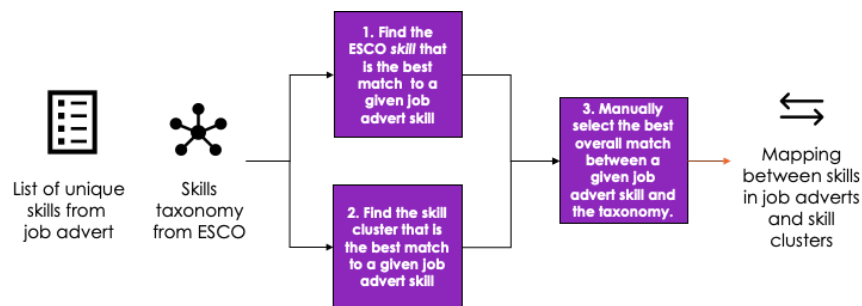 List of unique
skills from
job advert
Skills
taxonomy
from ESCO
1. Find the
ESCO skill that
is the best
match to a
given job
advert skill
2. Find the skill
cluster that is
the best match
to a given job
advert skill
3. Manually
select the best
overall match
between a
given job
advert skill and
the taxonomy.
Mapping
between skills
in job adverts
and skill
clusters